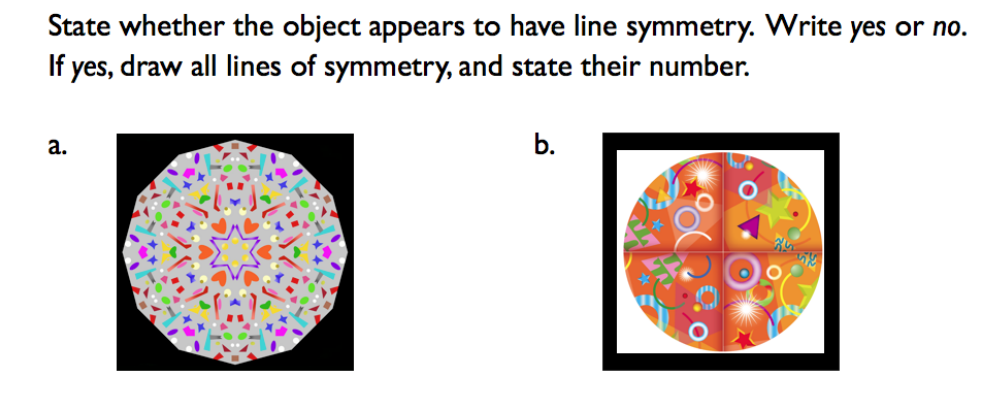 State whether the object appears to have line symmetry. Write yes or no.
If yes, draw all lines of symmetry, and state their number.
a.
b.